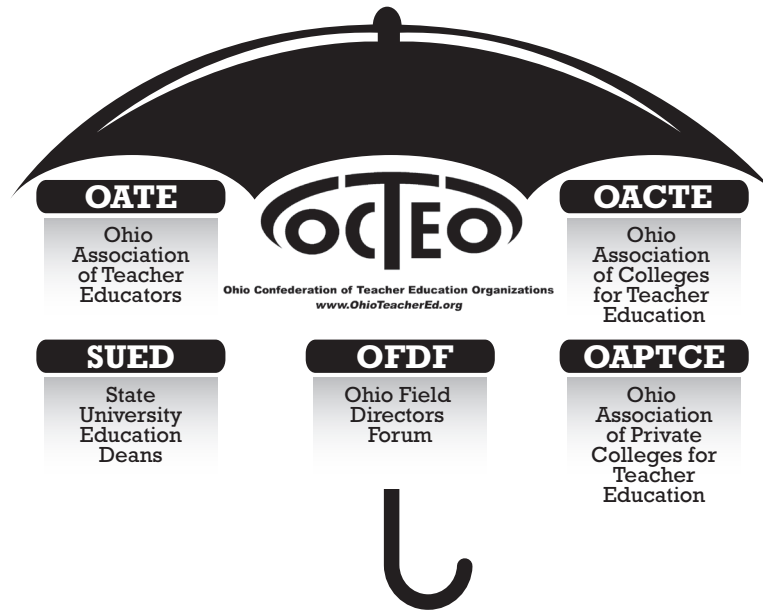 OATE
Ohio
Association
of Teacher
Educators
OCTEO
Ohio Confederation of Teacher Education Organizations
www.OhioTeacherEd.org
OACTE
Ohio
Association
of Colleges
for Teacher
Education
SUED
State
University
Education
Deans
OFDF
Ohio Field
Directors
Forum
OAPTCE
Ohio
Association
of Private
Colleges for
Teacher
Education